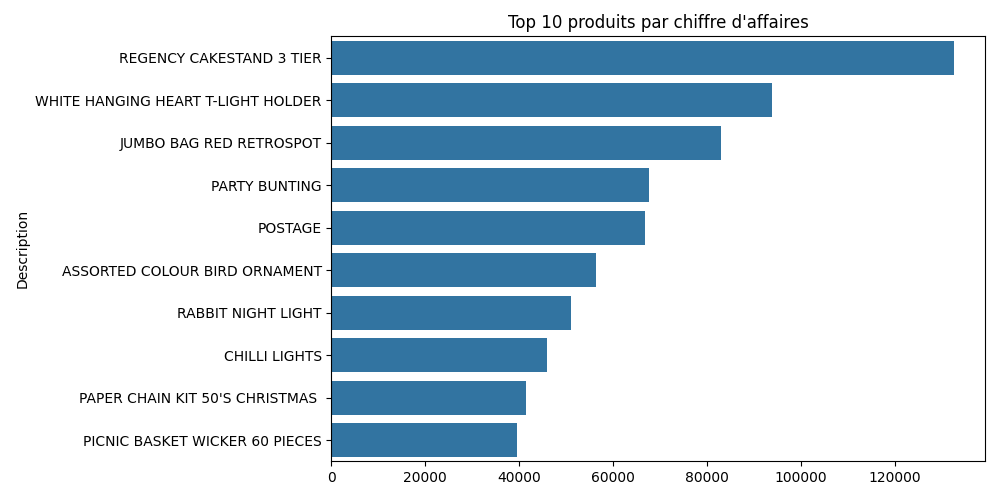 Top 10 produits par chiffre d'affaires
Description
REGENCY CAKESTAND 3 TIER
WHITE HANGING HEART T-LIGHT HOLDER
JUMBO BAG RED RETROSPOT
PARTY BUNTING
POSTAGE
ASSORTED COLOUR BIRD ORNAMENT
RABBIT NIGHT LIGHT
CHILLI LIGHTS
PAPER CHAIN KIT 50'S CHRISTMAS
PICNIC BASKET WICKER 60 PIECES
0 20000 40000 60000 80000 100000 120000